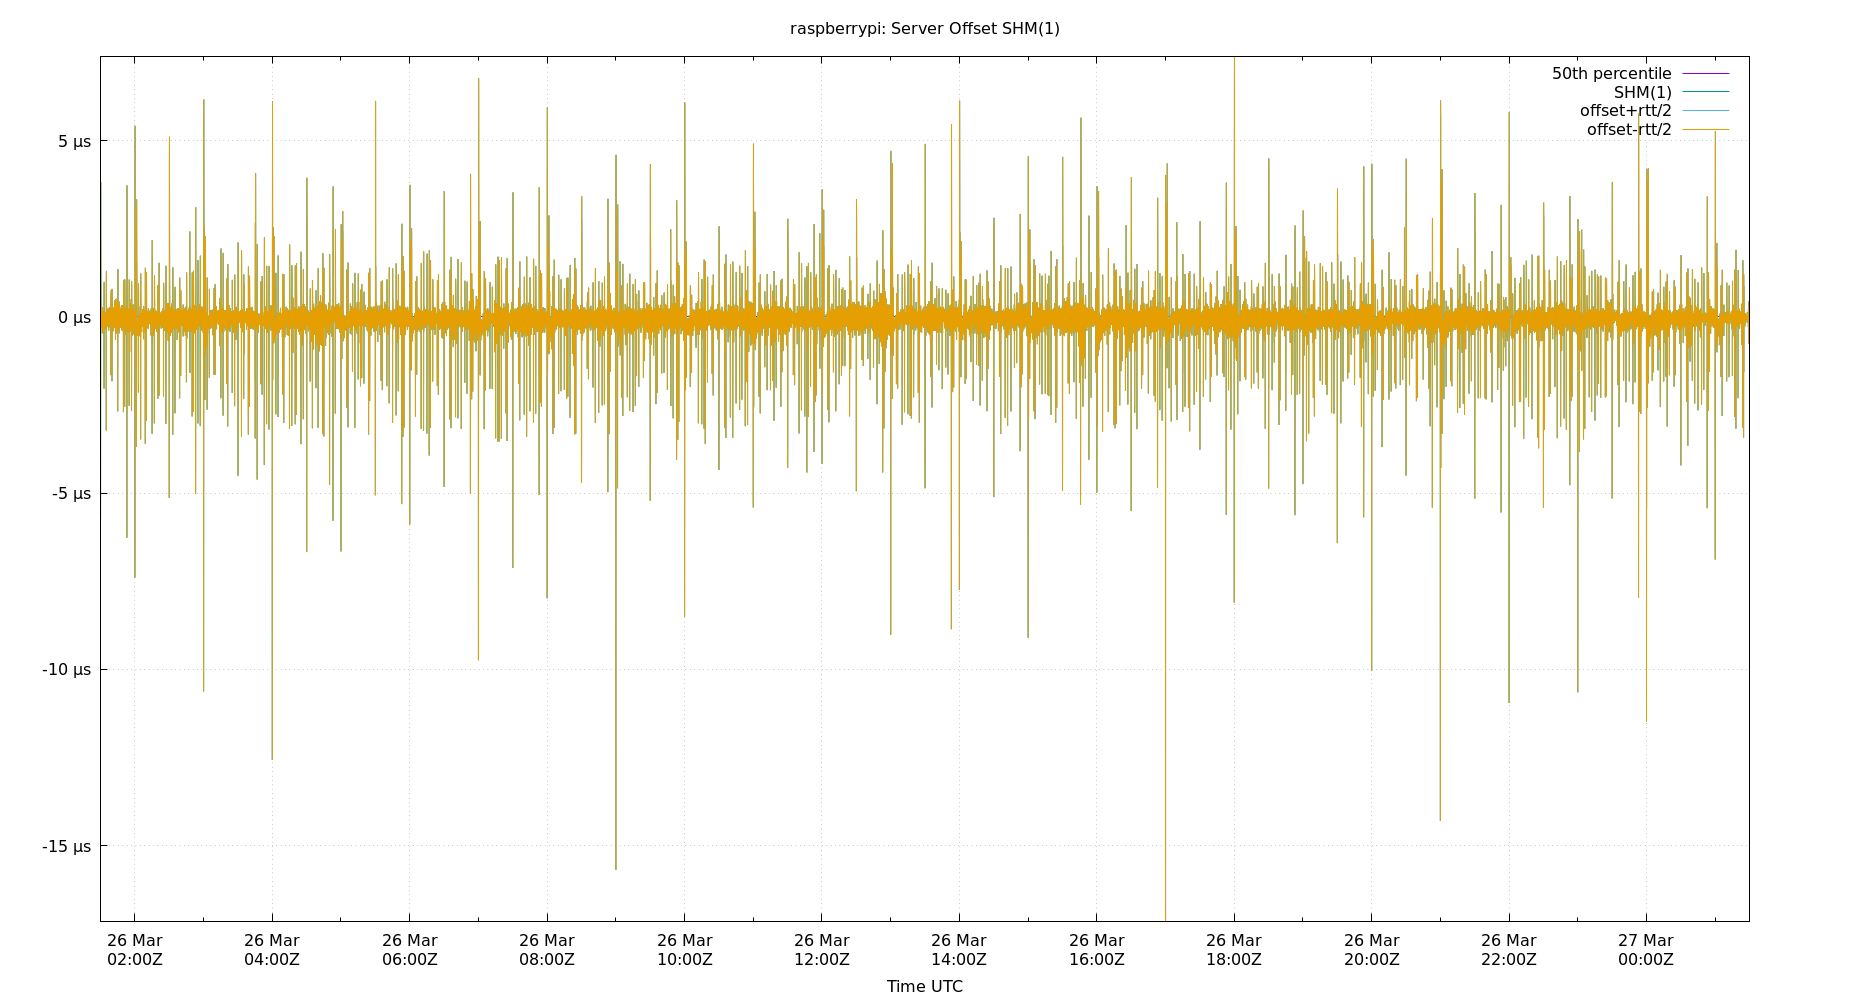 raspberrypi: Server Offset SHM(1)
50th percentile
SHM(1)
offset+rtt/2
offset-rtt/2
5 µs
0 µs
-5 µs
-10 µs
-15 µs
26 Mar 26 Mar 26 Mar 26 Mar 26 Mar 26 Mar 26 Mar 26 Mar 26 Mar 26 Mar 26 Mar 27 Mar
02:00Z 04:00Z 06:00Z 08:00Z 10:00Z 12:00Z 14:00Z 16:00Z 18:00Z 20:00Z 22:00Z 00:00Z
Time UTC